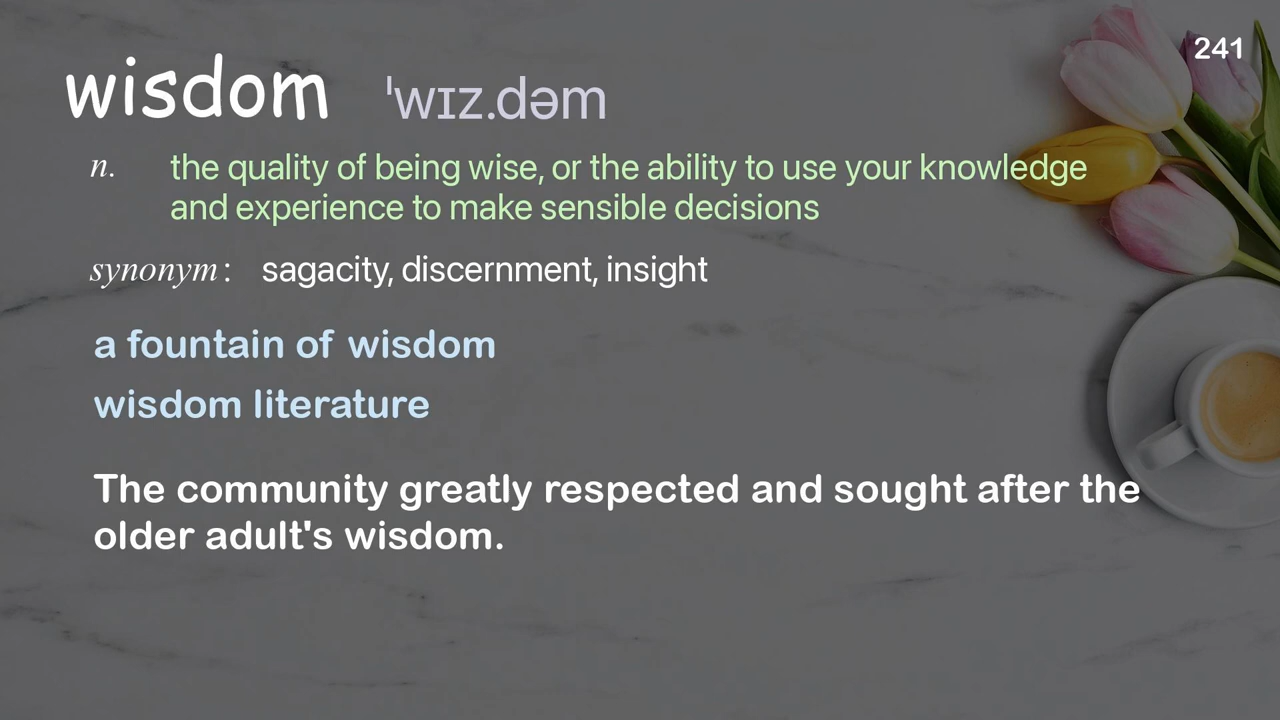 241
wisdom ˈwɪz.dəm
n. the quality of being wise, or the ability to use your knowledge
and experience to make sensible decisions
synonym: sagacity, discernment, insight
a fountain of wisdom
wisdom literature
The community greatly respected and sought after the
older adult's wisdom.